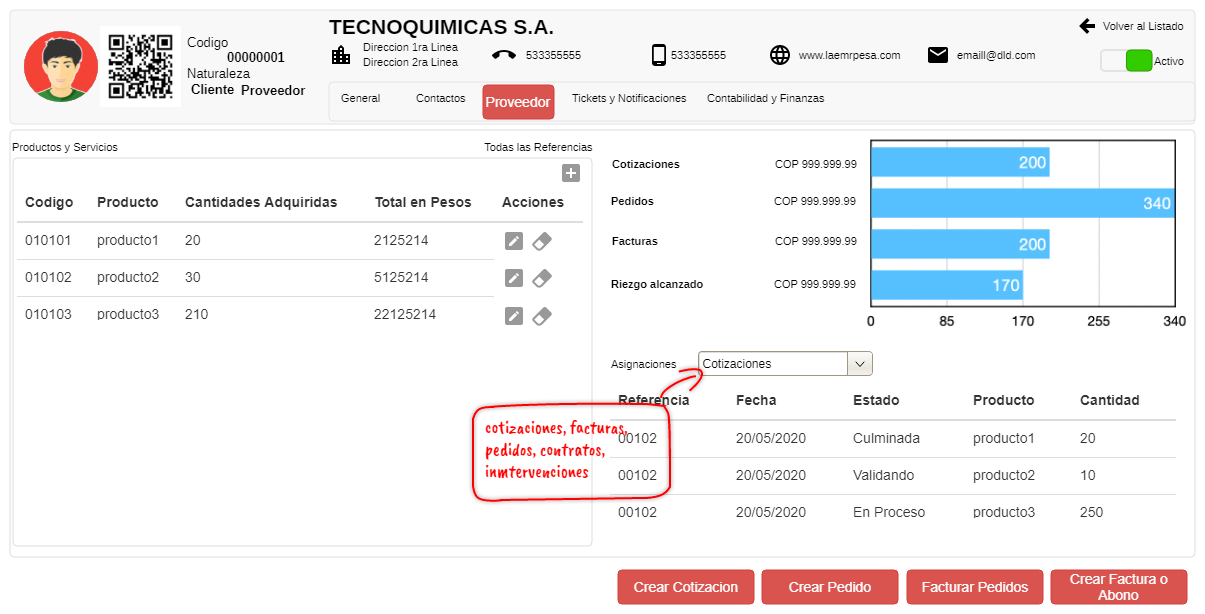 TECNOQUIMICAS S.A.
Volver al Listado
Codigo
00000001
Naturaleza
Cliente Proveedor
Direccion 1ra Linea
Direccion 2ra Linea
533355555
5333555555
www.laemrpesa.com
emaill@dld.com
Activo
General
Contactos
Proveedor
Tickets y Notificaciones
Contabilidad y Finanzas
Productos y Servicios
Todas las Referencias
Codigo Producto Cantidades Adquiridas Total en Pesos Acciones
010101 producto1 20 2125214
010102 producto2 30 5125214
010103 producto3 210 22125214
Cotizaciones COP 999.999.99 200
Pedidos COP 999.999.99 340
Facturas COP 999.999.99 200
Riezgo alcanzado COP 999.999.99 170
0 85 170 255 340
Asignaciones Cotizaciones
cotizaciones, facturas,
pedidos, contratos,
inmtervenciones
Referencia Fecha Estado Producto Cantidad
00102 20/05/2020 Culminada producto1 20
00102 20/05/2020 Validando producto2 10
00102 20/05/2020 En Proceso producto3 250
Crear Cotizacion
Crear Pedido
Facturar Pedidos
Crear Factura o
Abono